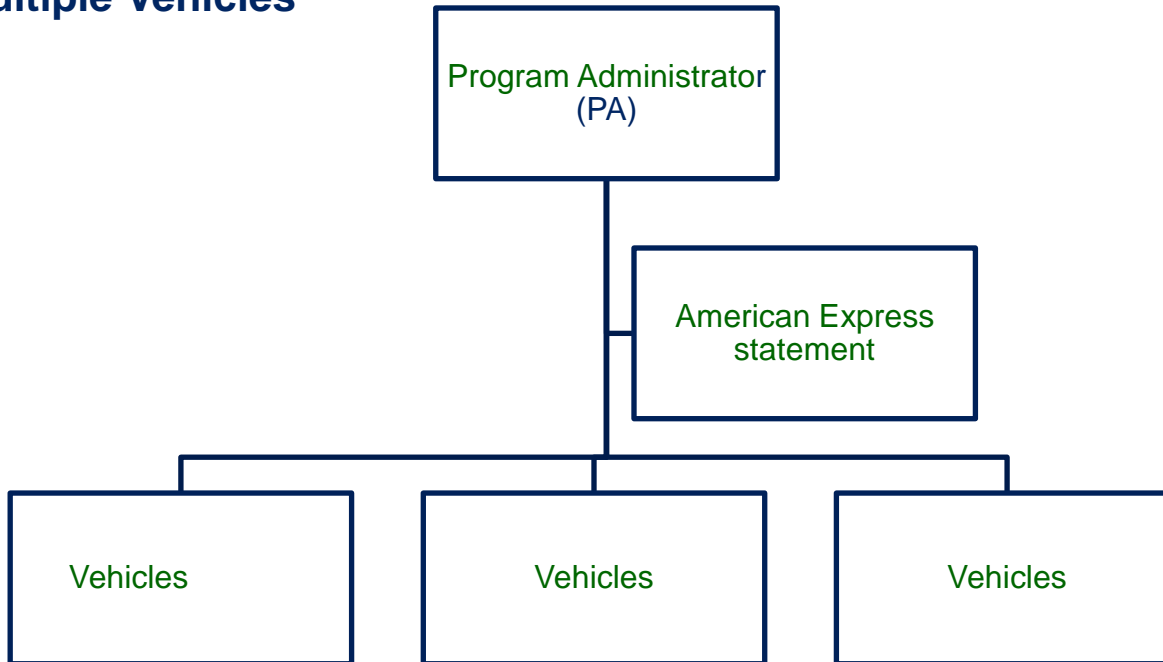 ultiple Vehicles
Program Administrator
(PA)
American Express
statement
Vehicles
Vehicles
Vehicles